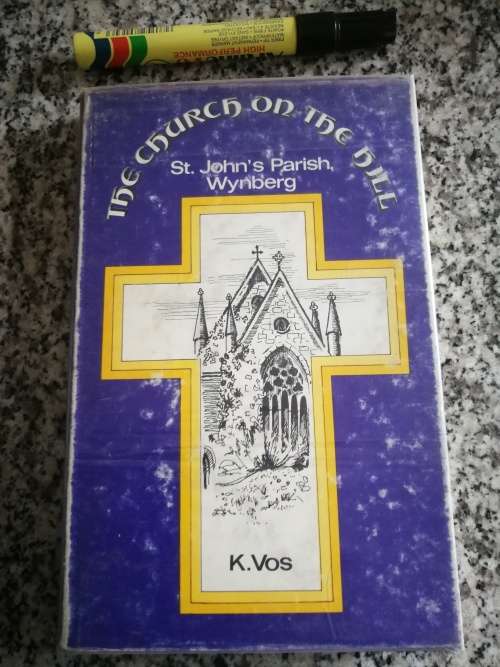 HIGH PERFORMANCE
THE CHURCH ON THE HILL
St. John's Parish,
Wynberg
K.Vos